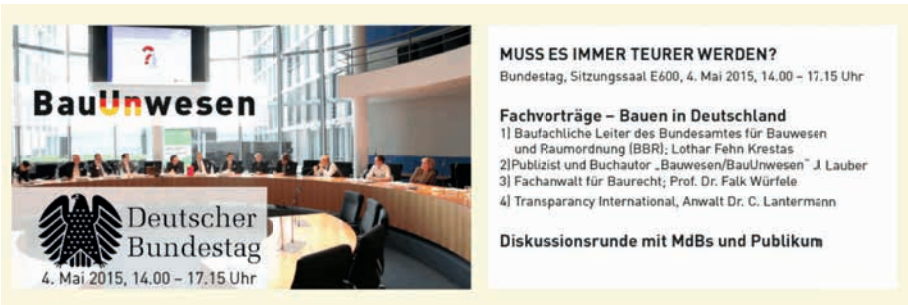 BauUnwesen
Deutscher
Bundestag
4. Mai 2015, 14.00 – 17.15 Uhr
MUSS ES IMMER TEURER WERDEN?
Bundestag, Sitzungssaal E600, 4. Mai 2015, 14.00 – 17.15 Uhr
Fachvorträge – Bauen in Deutschland
1) Baufachliche Leiter des Bundesamtes für Bauwesen
und Raumordnung (BBR); Lothar Fehn Krestas
2)Publizist und Buchautor „Bauwesen/BauUnwesen" J. Lauber
3) Fachanwalt für Baurecht; Prof. Dr. Falk Würfele
4) Transparancy International, Anwalt Dr. C. Lantermann
Diskussionsrunde mit MdBs und Publikum